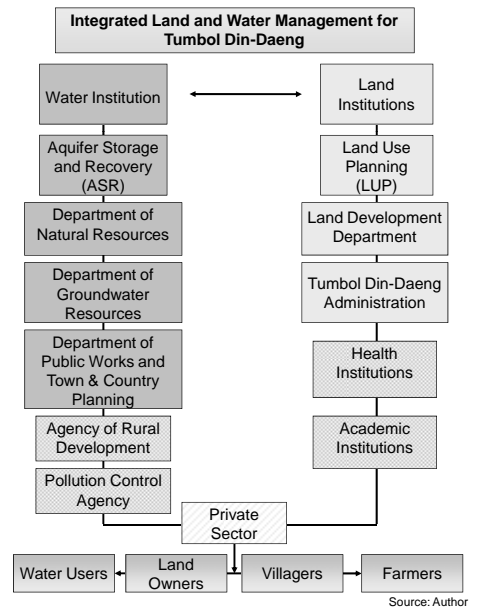 Integrated Land and Water Management for
Tumbol Din-Daeng
Water Institution
Land
Institutions
Aquifer Storage
and Recovery
(ASR)
Land Use
Planning
(LUP)
Department of
Natural Resources
Land Development
Department
Department of
Groundwater
Resources
Tumbol Din-Daeng
Administration
Department of
Public Works and
Town & Country
Planning
Health
Institutions
Agency of Rural
Development
Academic
Institutions
Pollution Control
Agency
Private
Sector
Water Users
Land
Owners
Villagers
Farmers
Source: Author